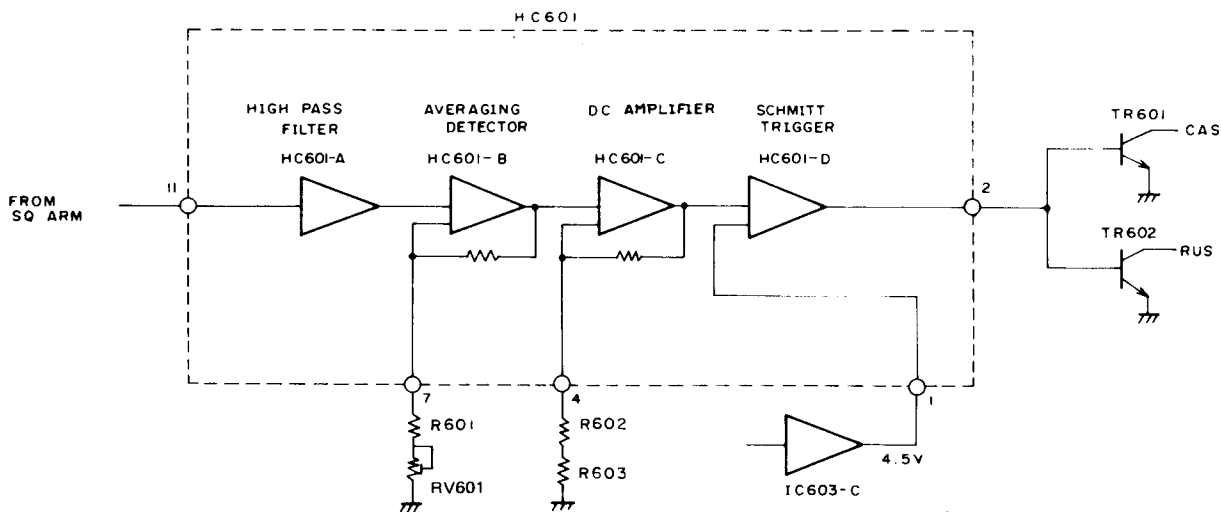 HC601
HIGH PASS
FILTER
HC601-A
AVERAGING
DETECTOR
HC601-B
DC AMPLIFIER
HC601-C
SCHMITT
TRIGGER
HC601-D
TR601
CAS
FROM
SQ ARM
11
2
TR602
RUS
7
4
1
R601
RV601
R602
R603
4.5V
IC603-C